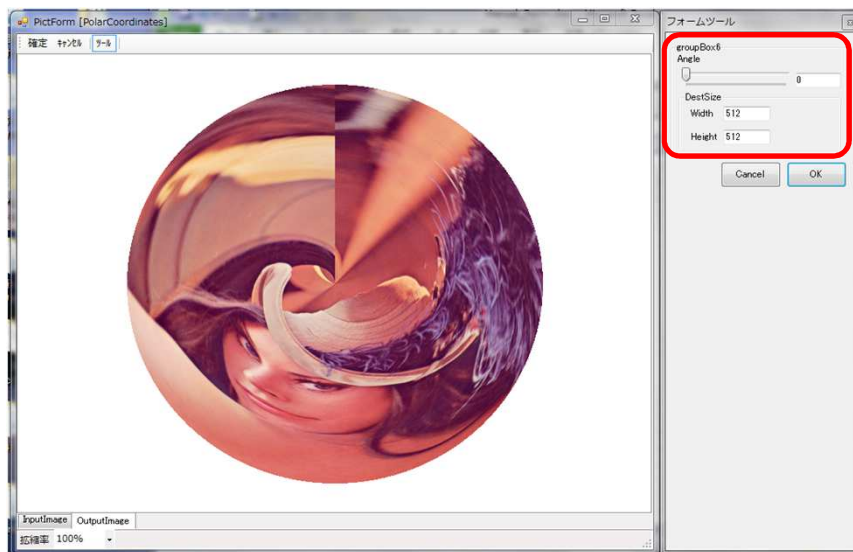 PictForm [PolarCoordinates]
確定 ｷｬﾝｾﾙ ﾂｰﾙ
InputImage OutputImage
拡縮率 100%
フォームツール
groupBox6
Angle
0
DestSize
Width 512
Height 512
Cancel OK